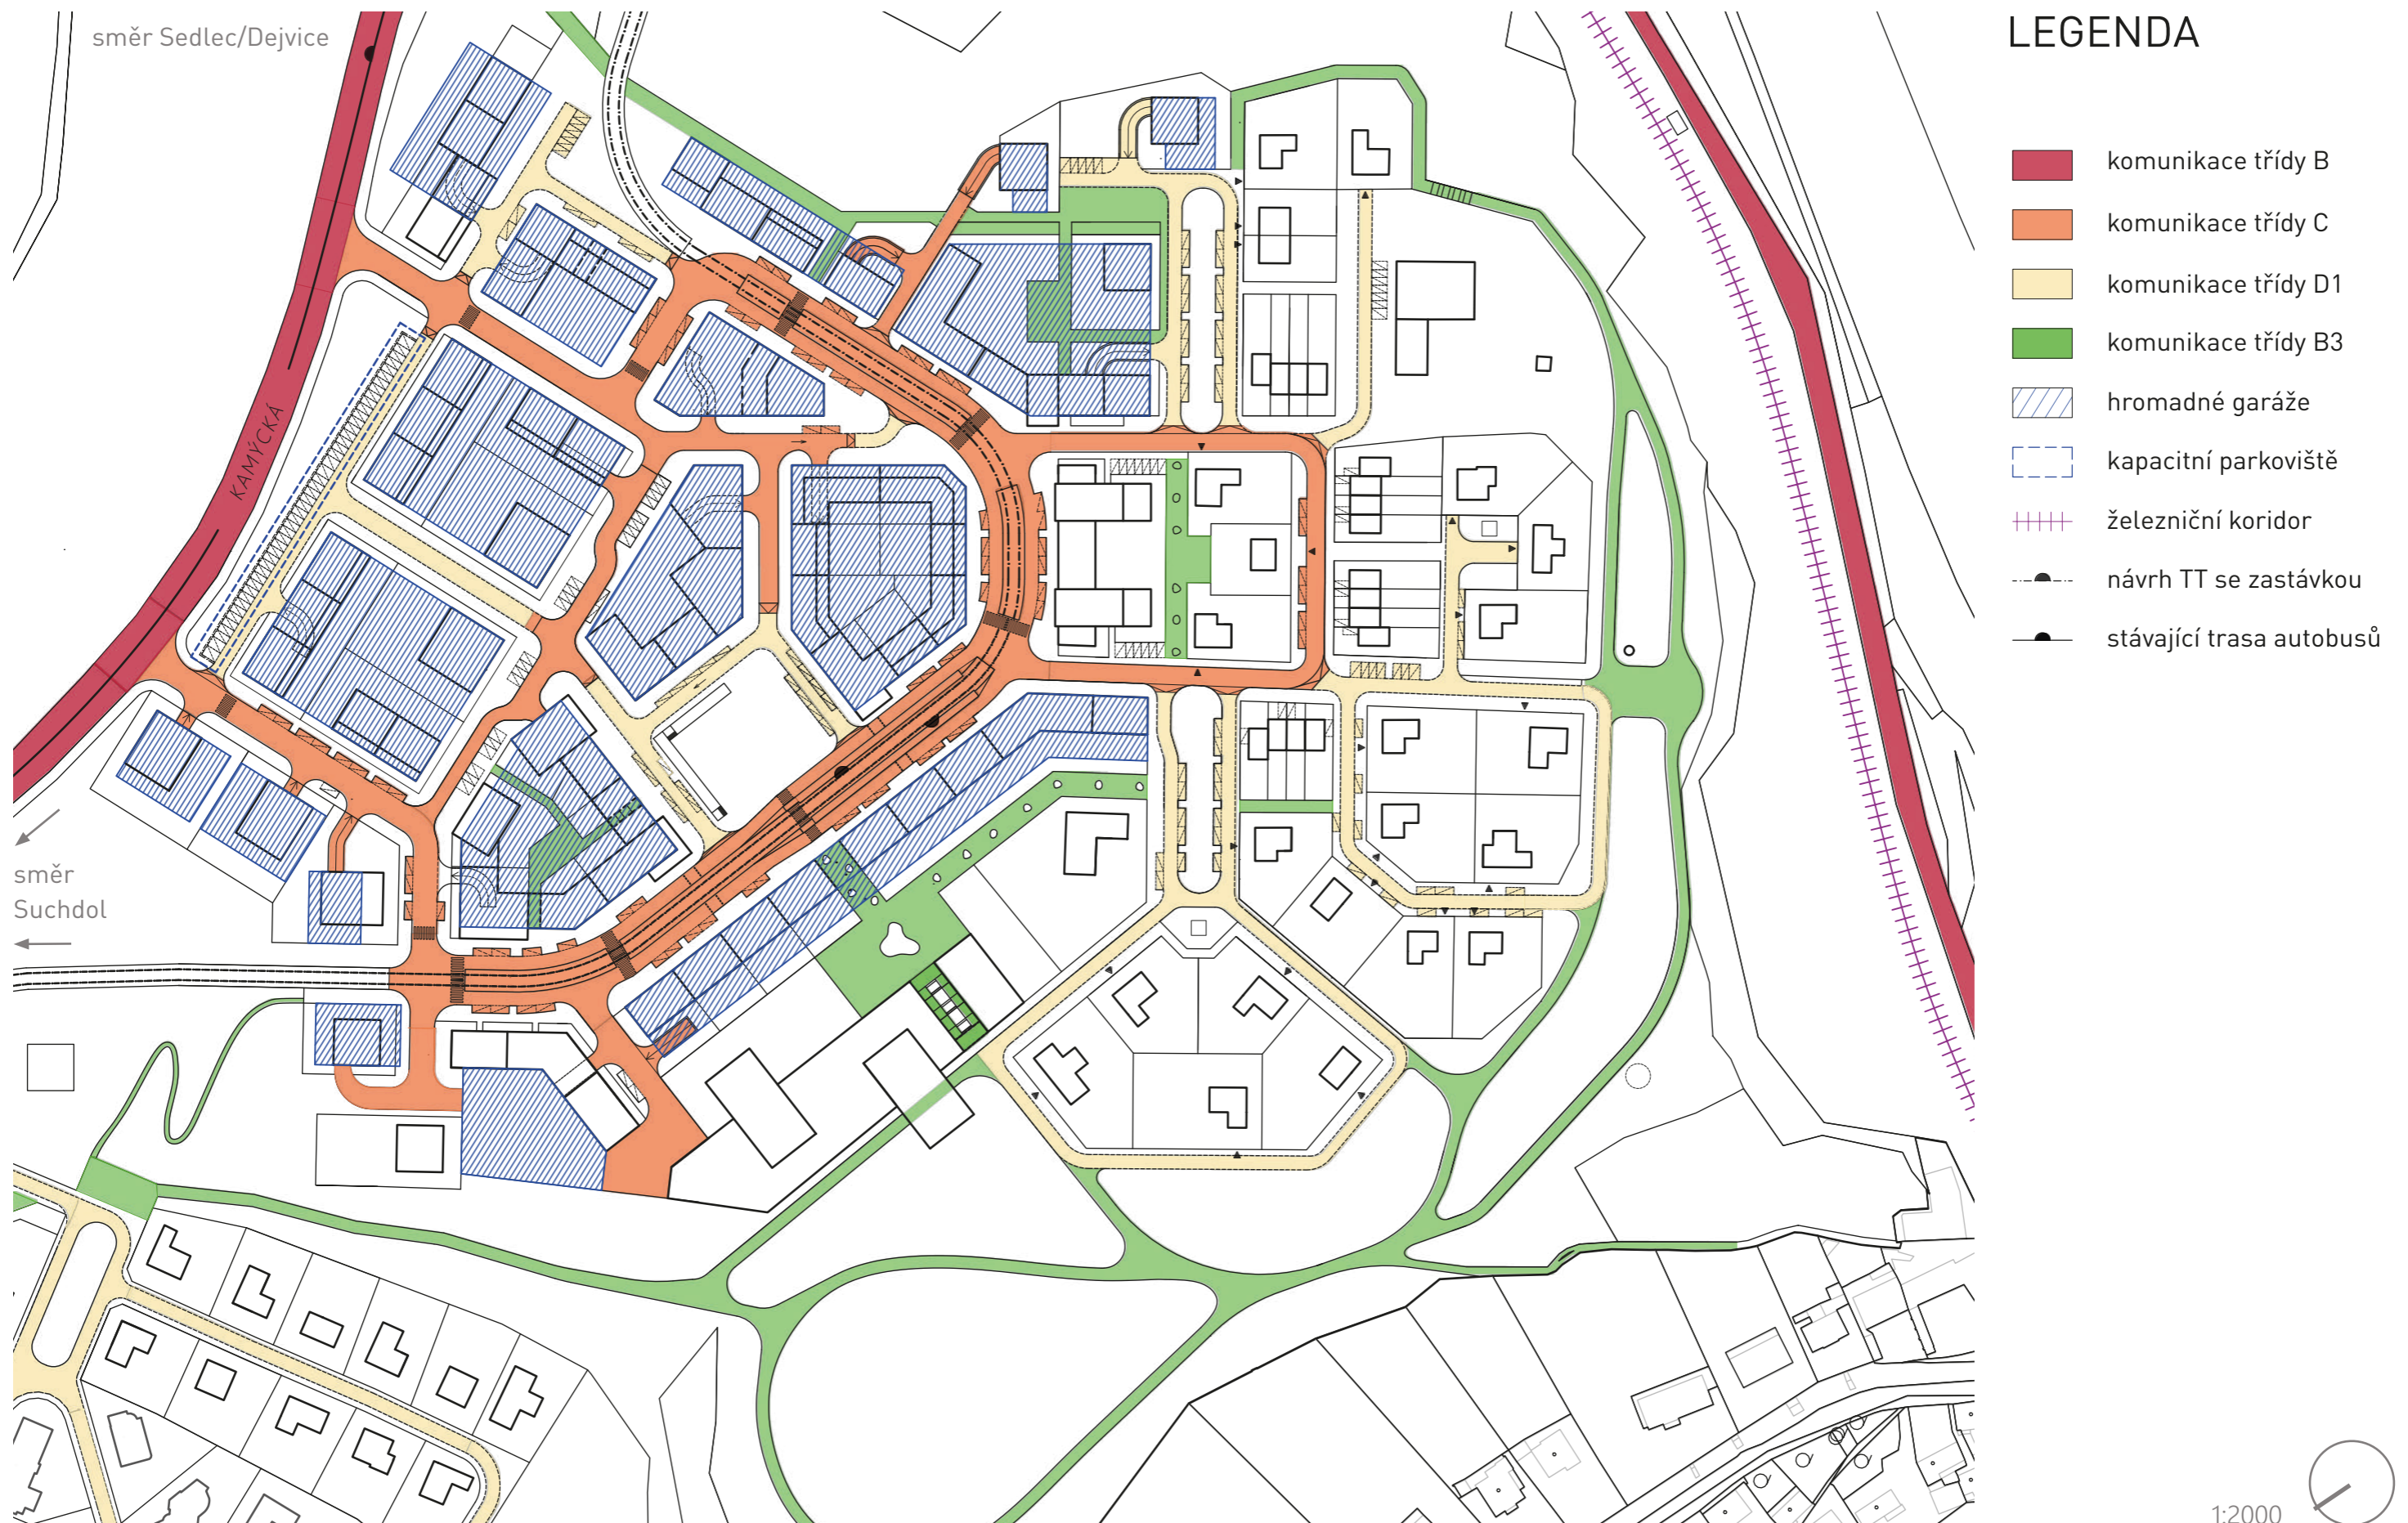 směr Sedlec/Dejvice
KAMÝCKÁ
směr
Suchdol
LEGENDA
komunikace třídy B
komunikace třídy C
komunikace třídy D1
komunikace třídy B3
hromadné garáže
kapacitní parkoviště
železniční koridor
návrh TT se zastávkou
stávající trasa autobusů
1:2000